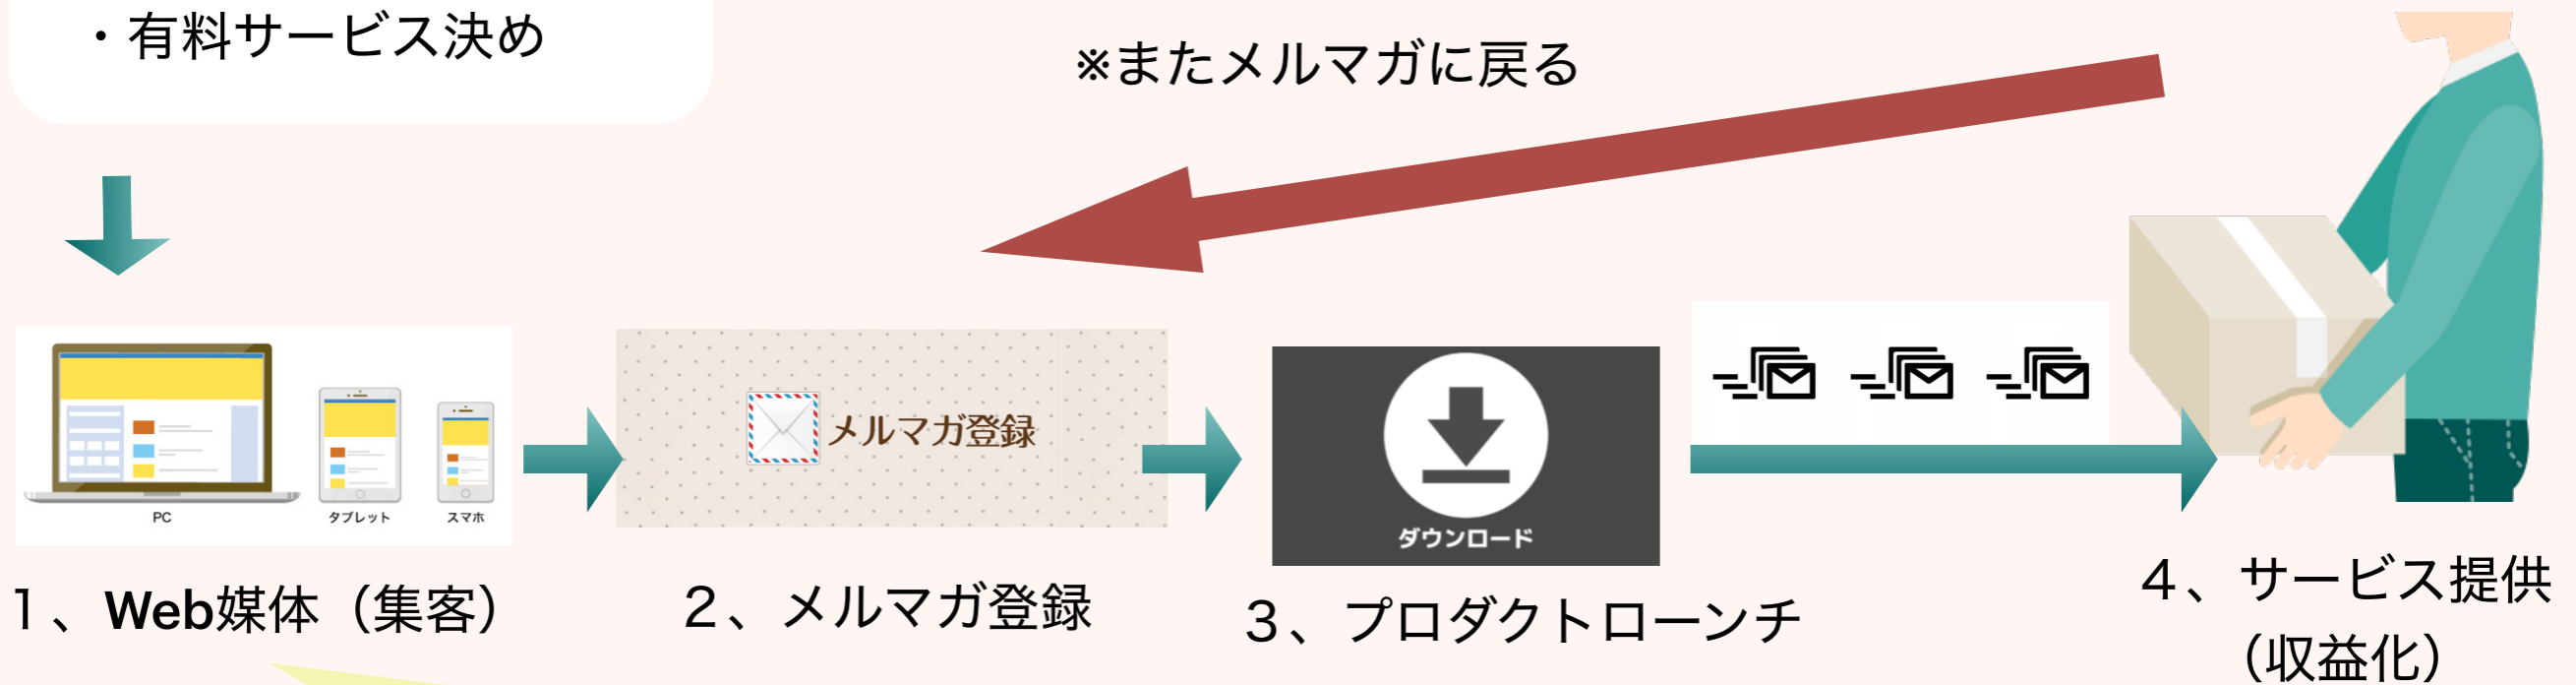 ・有料サービス決め
※またメルマガに戻る
PC
タブレット
スマホ
メルマガ登録
ダウンロード
１、Web媒体（集客）
２、メルマガ登録
３、プロダクトローンチ
４、サービス提供
（収益化）